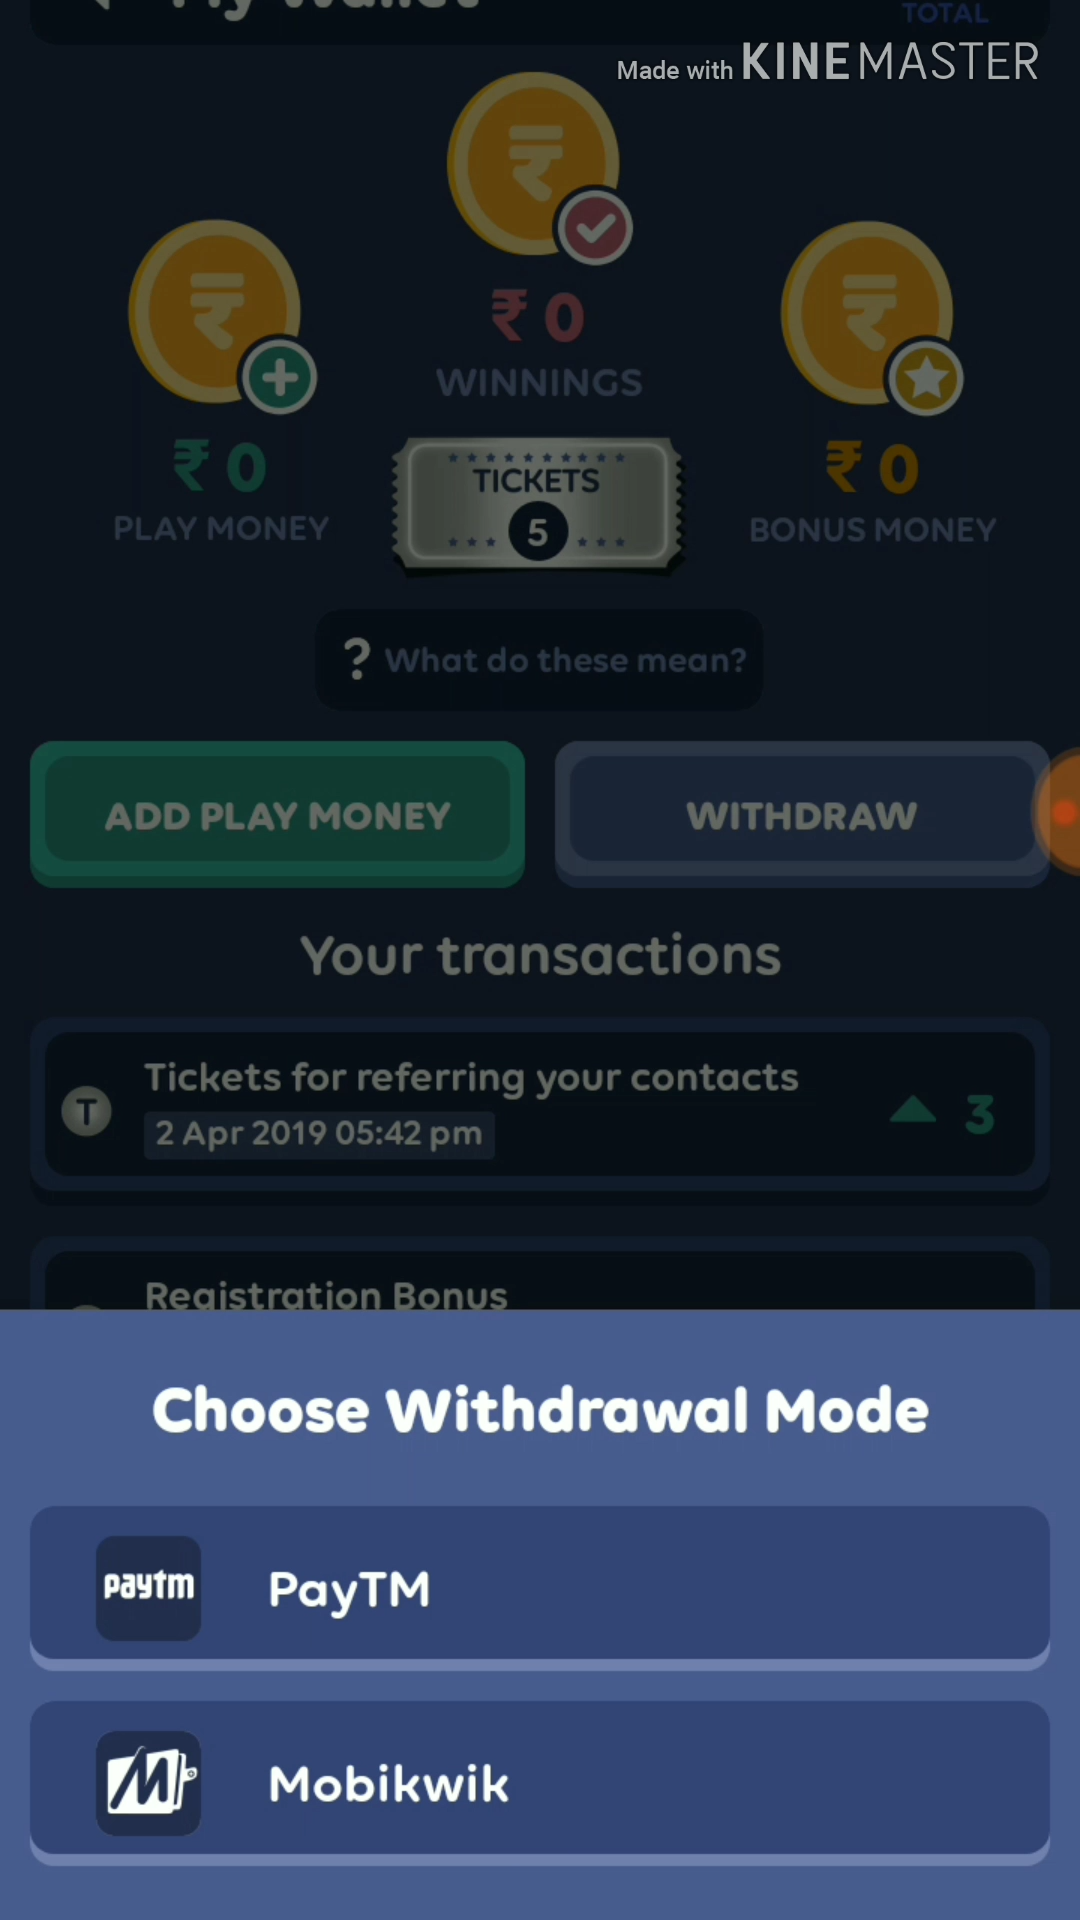 My Wallet
TOTAL
Made with KINEMASTER
₹ 0
WINNINGS
₹ 0
PLAY MONEY
TICKETS
5
₹ 0
BONUS MONEY
? What do these mean?
ADD PLAY MONEY
WITHDRAW
Your transactions
T
Tickets for referring your contacts
2 Apr 2019 05:42 pm
3
Registration Bonus
Choose Withdrawal Mode
paytm
PayTM
Mobikwik